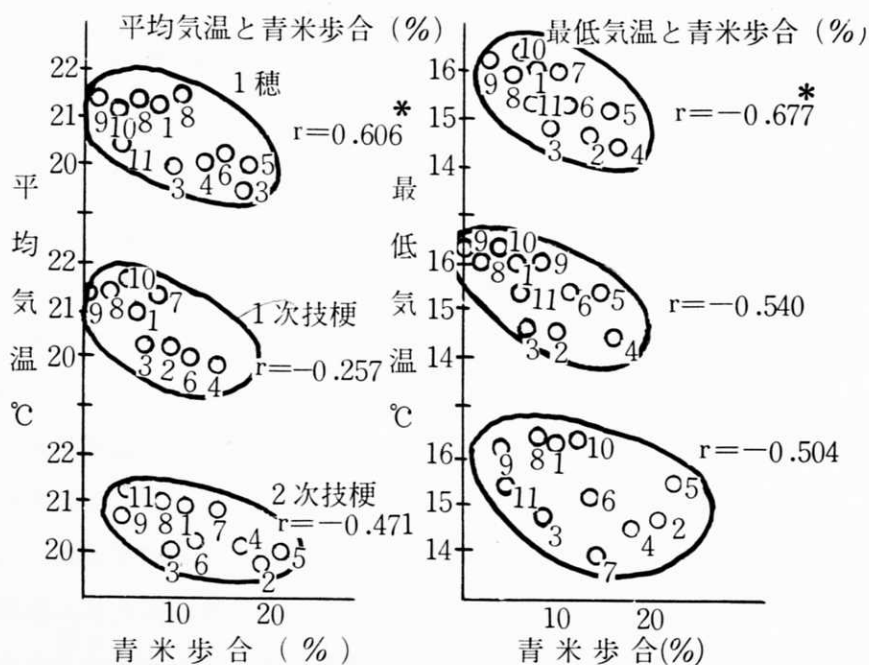 平均気温と青米歩合 (%)
22
21
20
1穂
r=0.606*
9 10 8 1 8
11 3 4 6 5 3
22
21
20
10
9 8 1 7
3 2 6 4
1次技梗
r=-0.257
22
21
20
2次技梗
r=-0.471
11 9 8 1 7
3 6 4 2 5
10 20
平均気温℃
青米歩合 (%)
最低気温と青米歩合 (%)
16
15
14
r=-0.677*
10
9 8 1 7
11 6 5
3 2 4
16
15
14
r=-0.540
9 10
8 1 9
11 6 5
3 2 4
16
15
14
r=-0.504
9 8 1 10
11 3 6 5
4 2
7
10 20
最低気温℃
青米歩合(%)